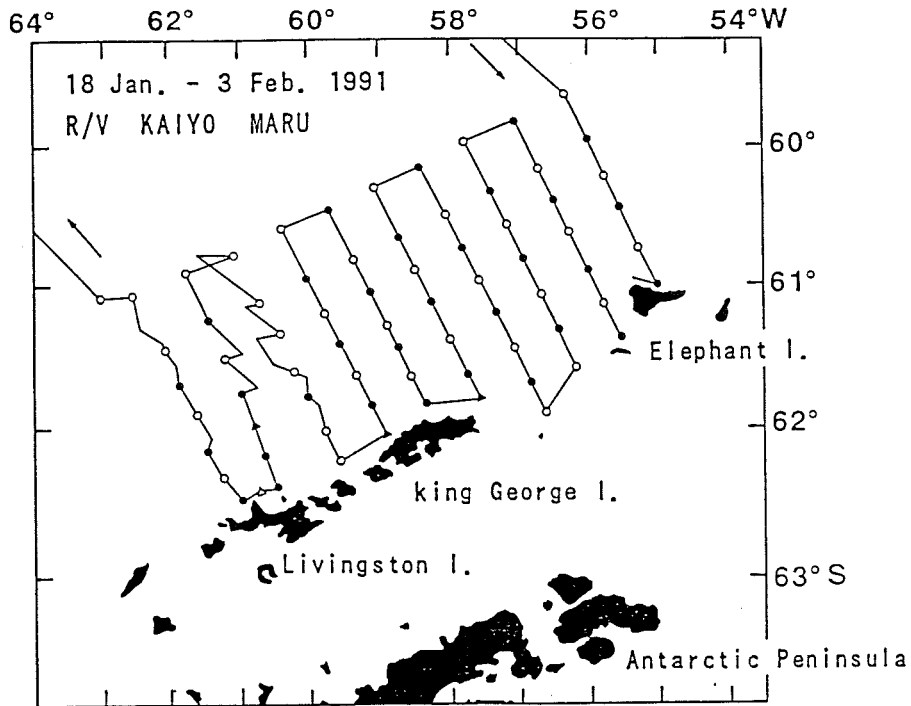 64° 62° 60° 58° 56° 54°W
18 Jan. - 3 Feb. 1991
R/V KAIYO MARU
60°
61°
Elephant I.
62°
king George I.
Livingston I.
63°S
Antarctic Peninsula